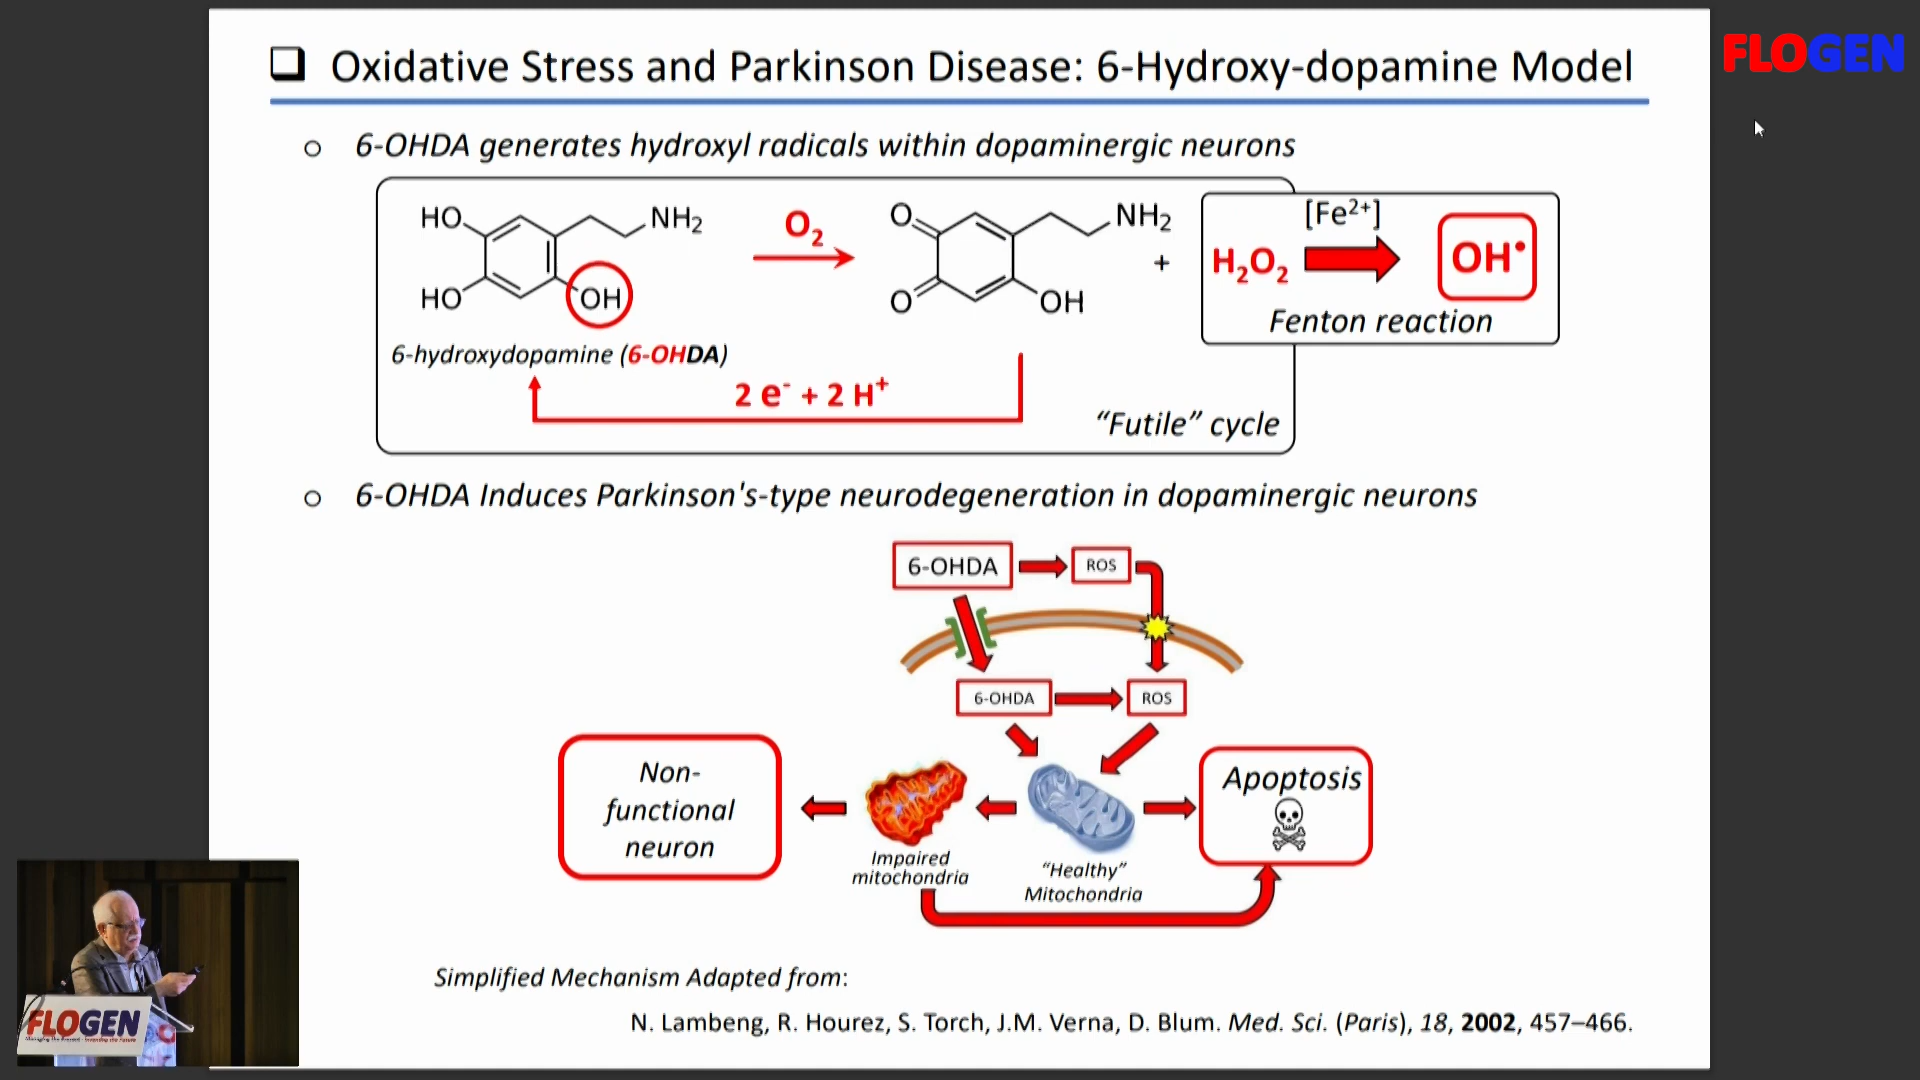 ❑ Oxidative Stress and Parkinson Disease: 6-Hydroxy-dopamine Model
FLOGEN
o 6-OHDA generates hydroxyl radicals within dopaminergic neurons
HO
NH₂
HO
OH
6-hydroxydopamine (6-OHDA)
O₂
O
NH₂
O
OH
+
H₂O₂
[Fe²⁺]
OH•
Fenton reaction
2 e⁻ + 2 H⁺
“Futile” cycle
o 6-OHDA Induces Parkinson's-type neurodegeneration in dopaminergic neurons
6-OHDA
ROS
6-OHDA
ROS
Non-
functional
neuron
Impaired
mitochondria
“Healthy”
Mitochondria
Apoptosis
Simplified Mechanism Adapted from:
N. Lambeng, R. Hourez, S. Torch, J.M. Verna, D. Blum. Med. Sci. (Paris), 18, 2002, 457–466.
FLOGEN